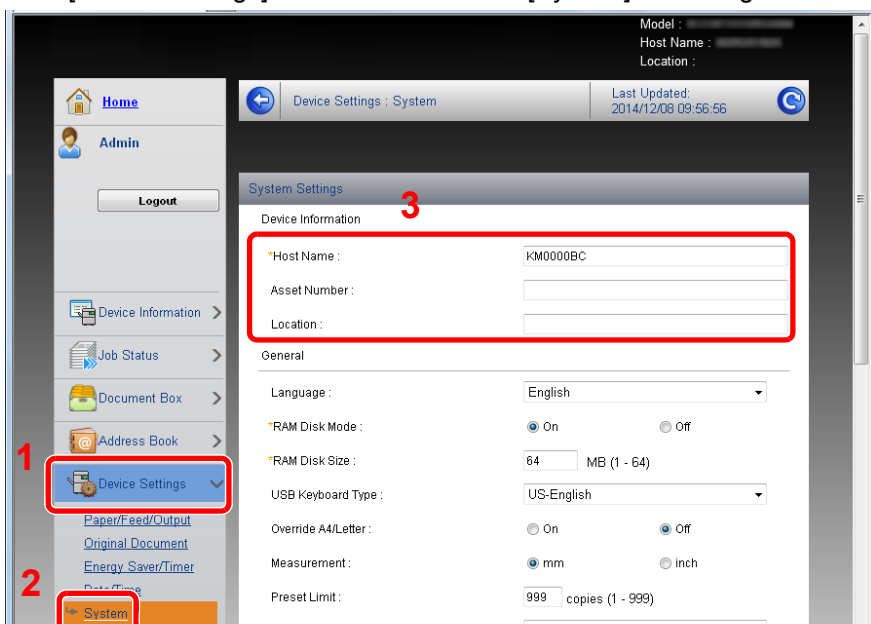 Model :
Host Name :
Location :
Home
Device Settings : System
Last Updated:
2014/12/08 09:56:56
Admin
Logout
System Settings
3
Device Information
*Host Name :
KM0000BC
Asset Number :
Location :
Device Information
Job Status
Document Box
Address Book
1
Device Settings
Paper/Feed/Output
Original Document
Energy Saver/Timer
Date/Time
2
System
General
Language :
English
*RAM Disk Mode :
On
Off
*RAM Disk Size :
64
MB (1 - 64)
USB Keyboard Type :
US-English
Override A4/Letter :
On
Off
Measurement :
mm
inch
Preset Limit :
999
copies (1 - 999)